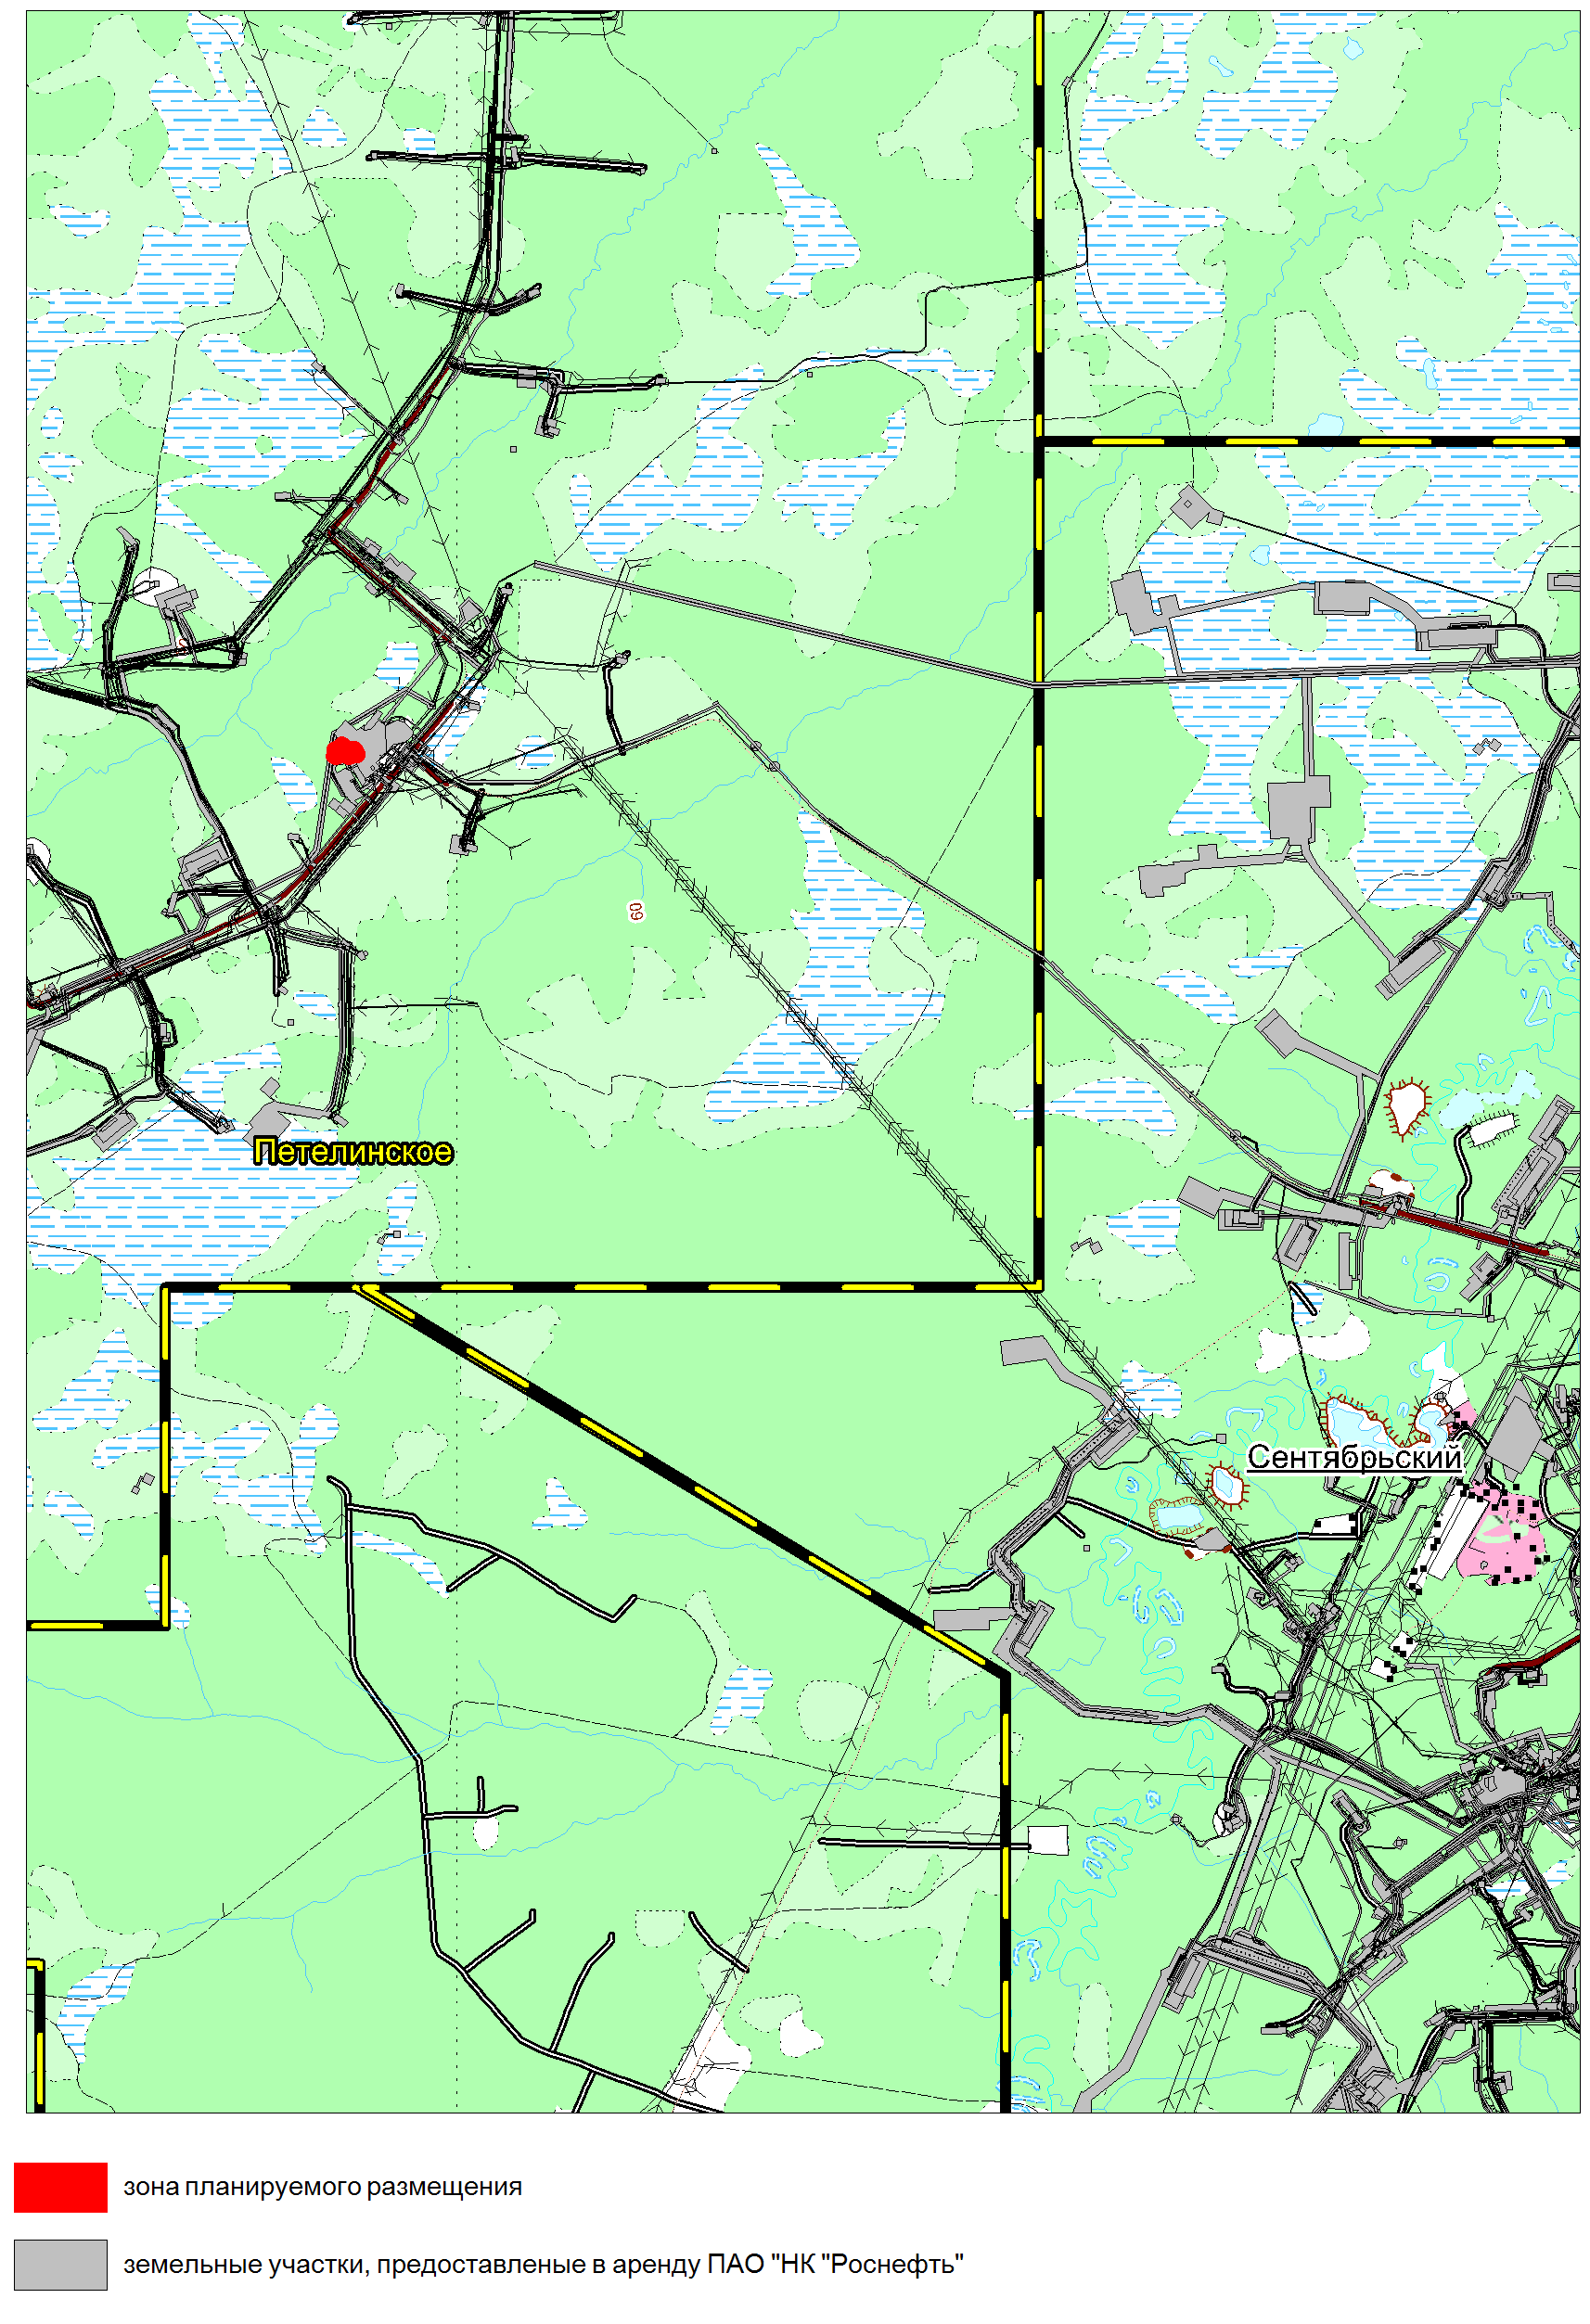 60
Петелинское
Сентябрьский
зона планируемого размещения
земельные участки, предоставленые в аренду ПАО "НК "Роснефть"